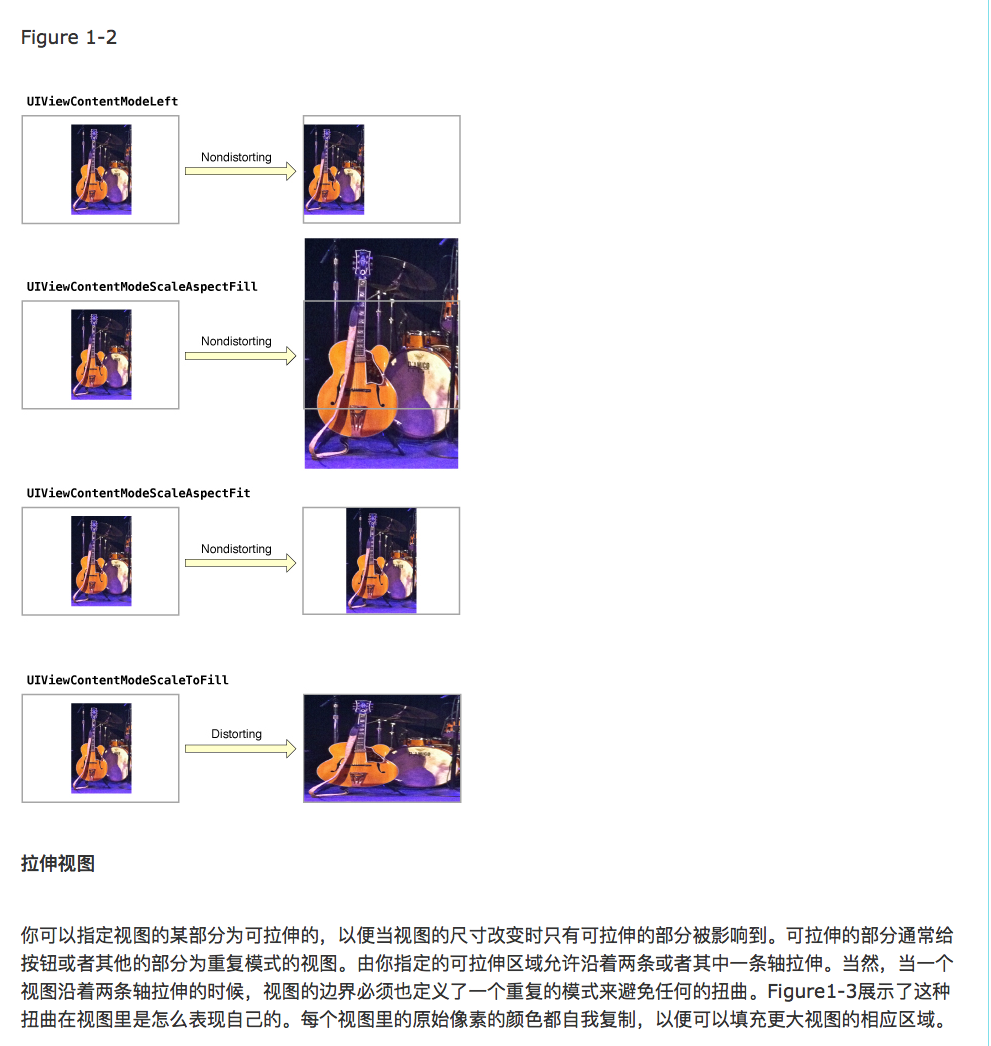 Figure 1-2
UIViewContentModeLeft
Nondistorting
UIViewContentModeScaleAspectFill
Nondistorting
UIViewContentModeScaleAspectFit
Nondistorting
UIViewContentModeScaleToFill
Distorting
拉伸视图
你可以指定视图的某部分为可拉伸的，以便当视图的尺寸改变时只有可拉伸的部分被影响到。可拉伸的部分通常给
按钮或者其他的部分为重复模式的视图。由你指定的可拉伸区域允许沿着两条或者其中一条轴拉伸。当然，当一个
视图沿着两条轴拉伸的时候，视图的边界必须也定义了一个重复的模式来避免任何的扭曲。Figure1-3展示了这种
扭曲在视图里是怎么表现自己的。每个视图里的原始像素的颜色都自我复制，以便可以填充更大视图的相应区域。